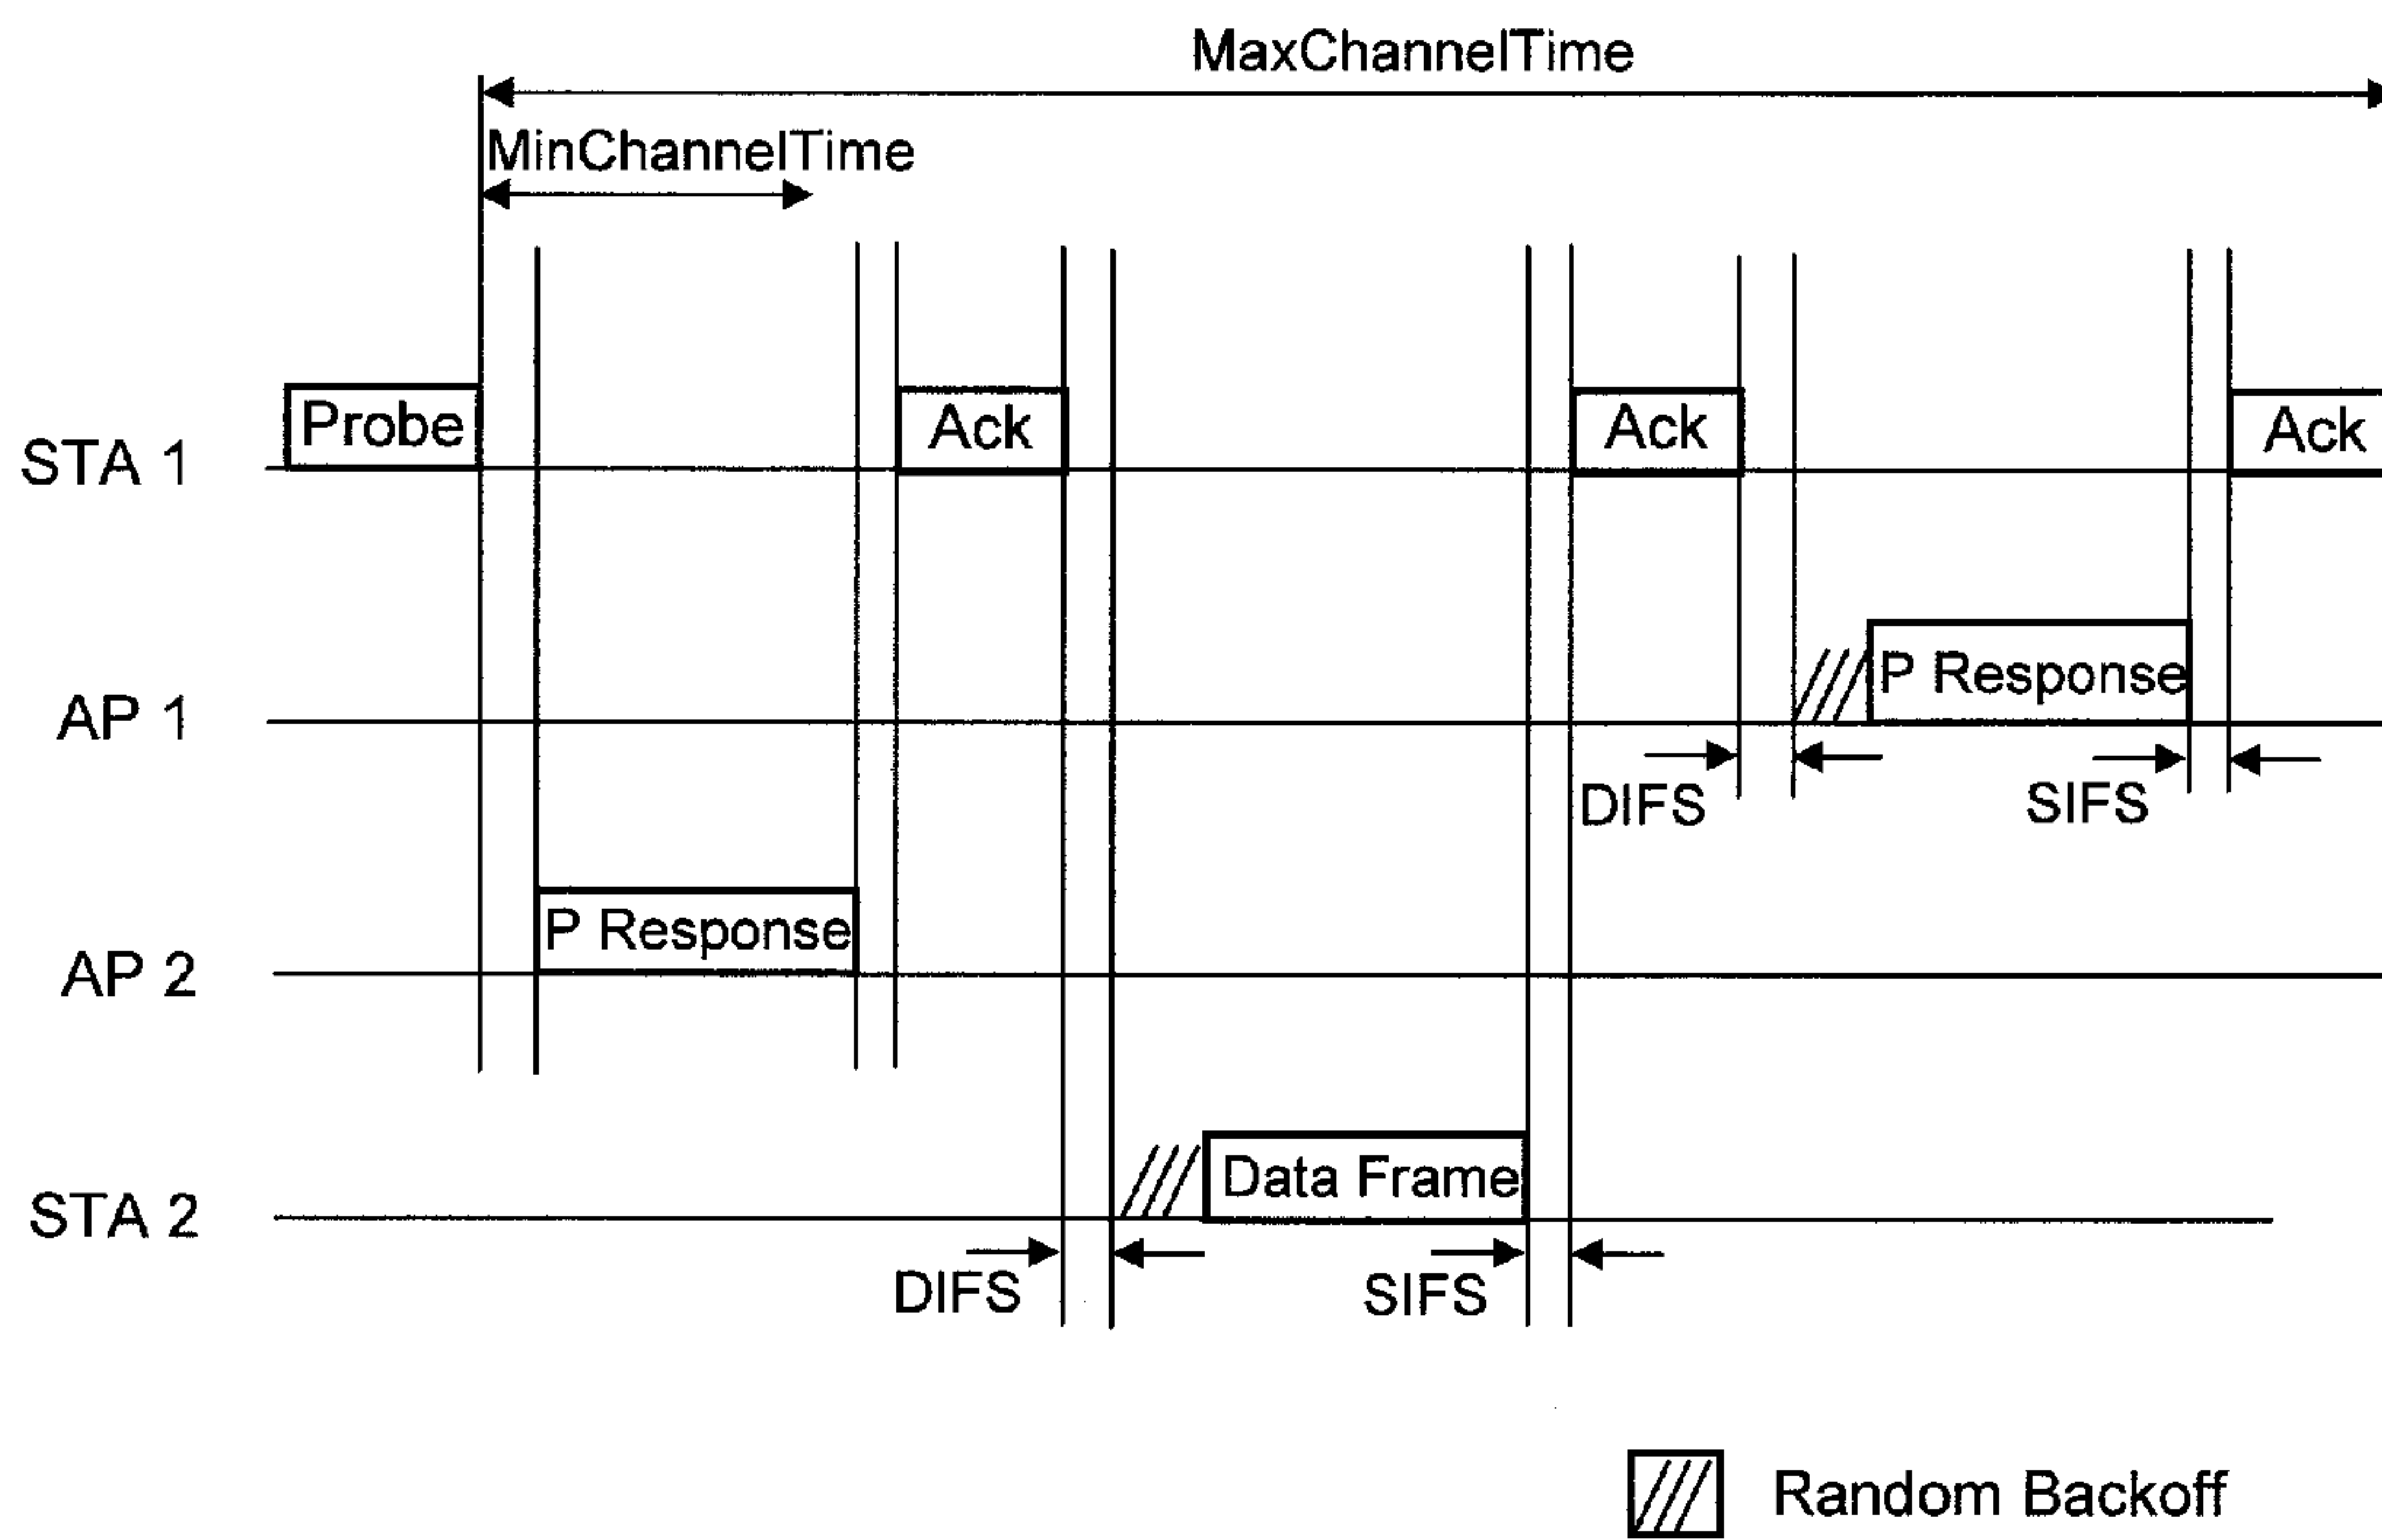 MaxChannelTime
MinChannelTime
STA 1
Probe
Ack
Ack
Ack
AP 1
P Response
DIFS
SIFS
AP 2
P Response
STA 2
Data Frame
DIFS
SIFS
Random Backoff